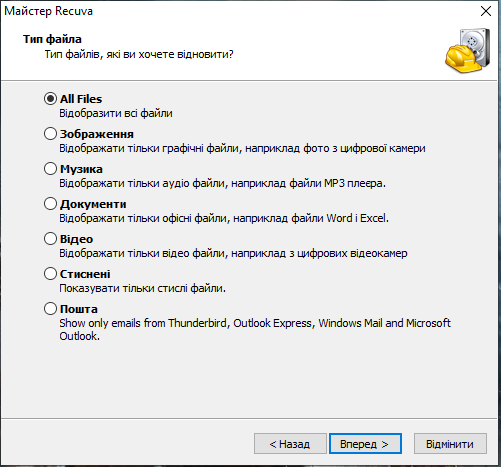 Майстер Recuva
Тип файла
Тип файлів, які ви хочете відновити?
All Files
Відобразити всі файли
Зображення
Відображати тільки графічні файли, наприклад фото з цифрової камери
Музика
Відображати тільки аудіо файли, наприклад файли MP3 плеєра.
Документи
Відображати тільки офісні файли, наприклад файли Word і Excel.
Відео
Відображати тільки відео файли, наприклад з цифрових відеокамер
Стиснені
Показувати тільки стислі файли.
Пошта
Show only emails from Thunderbird, Outlook Express, Windows Mail and Microsoft
Outlook.
< Назад
Вперед >
Відмінити